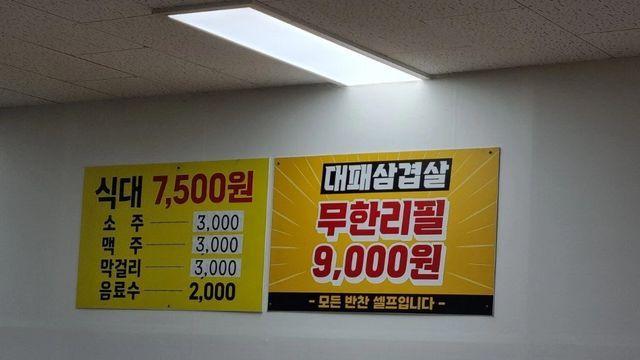 식대 7,500원
소 주 3,000
맥 주 3,000
막걸리 3,000
음료수 2,000
대패삼겹살
무한리필
9,000원
- 모든 반찬 셀프입니다 -